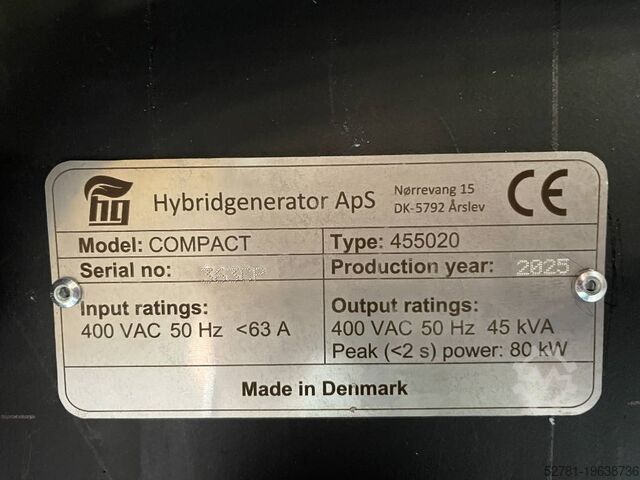 hg
Hybridgenerator ApS
Nørrevang 15
DK-5792 Årslev
CE
Model: COMPACT
Type: 455020
Serial no:
Production year: 2025
Input ratings:
400 VAC 50 Hz <63 A
Output ratings:
400 VAC 50 Hz 45 kVA
Peak (<2 s) power: 80 kW
Made in Denmark
52781-19638736